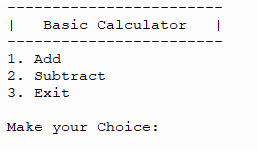 ------------------------
|   Basic Calculator   |
------------------------
1. Add
2. Subtract
3. Exit
Make your Choice: